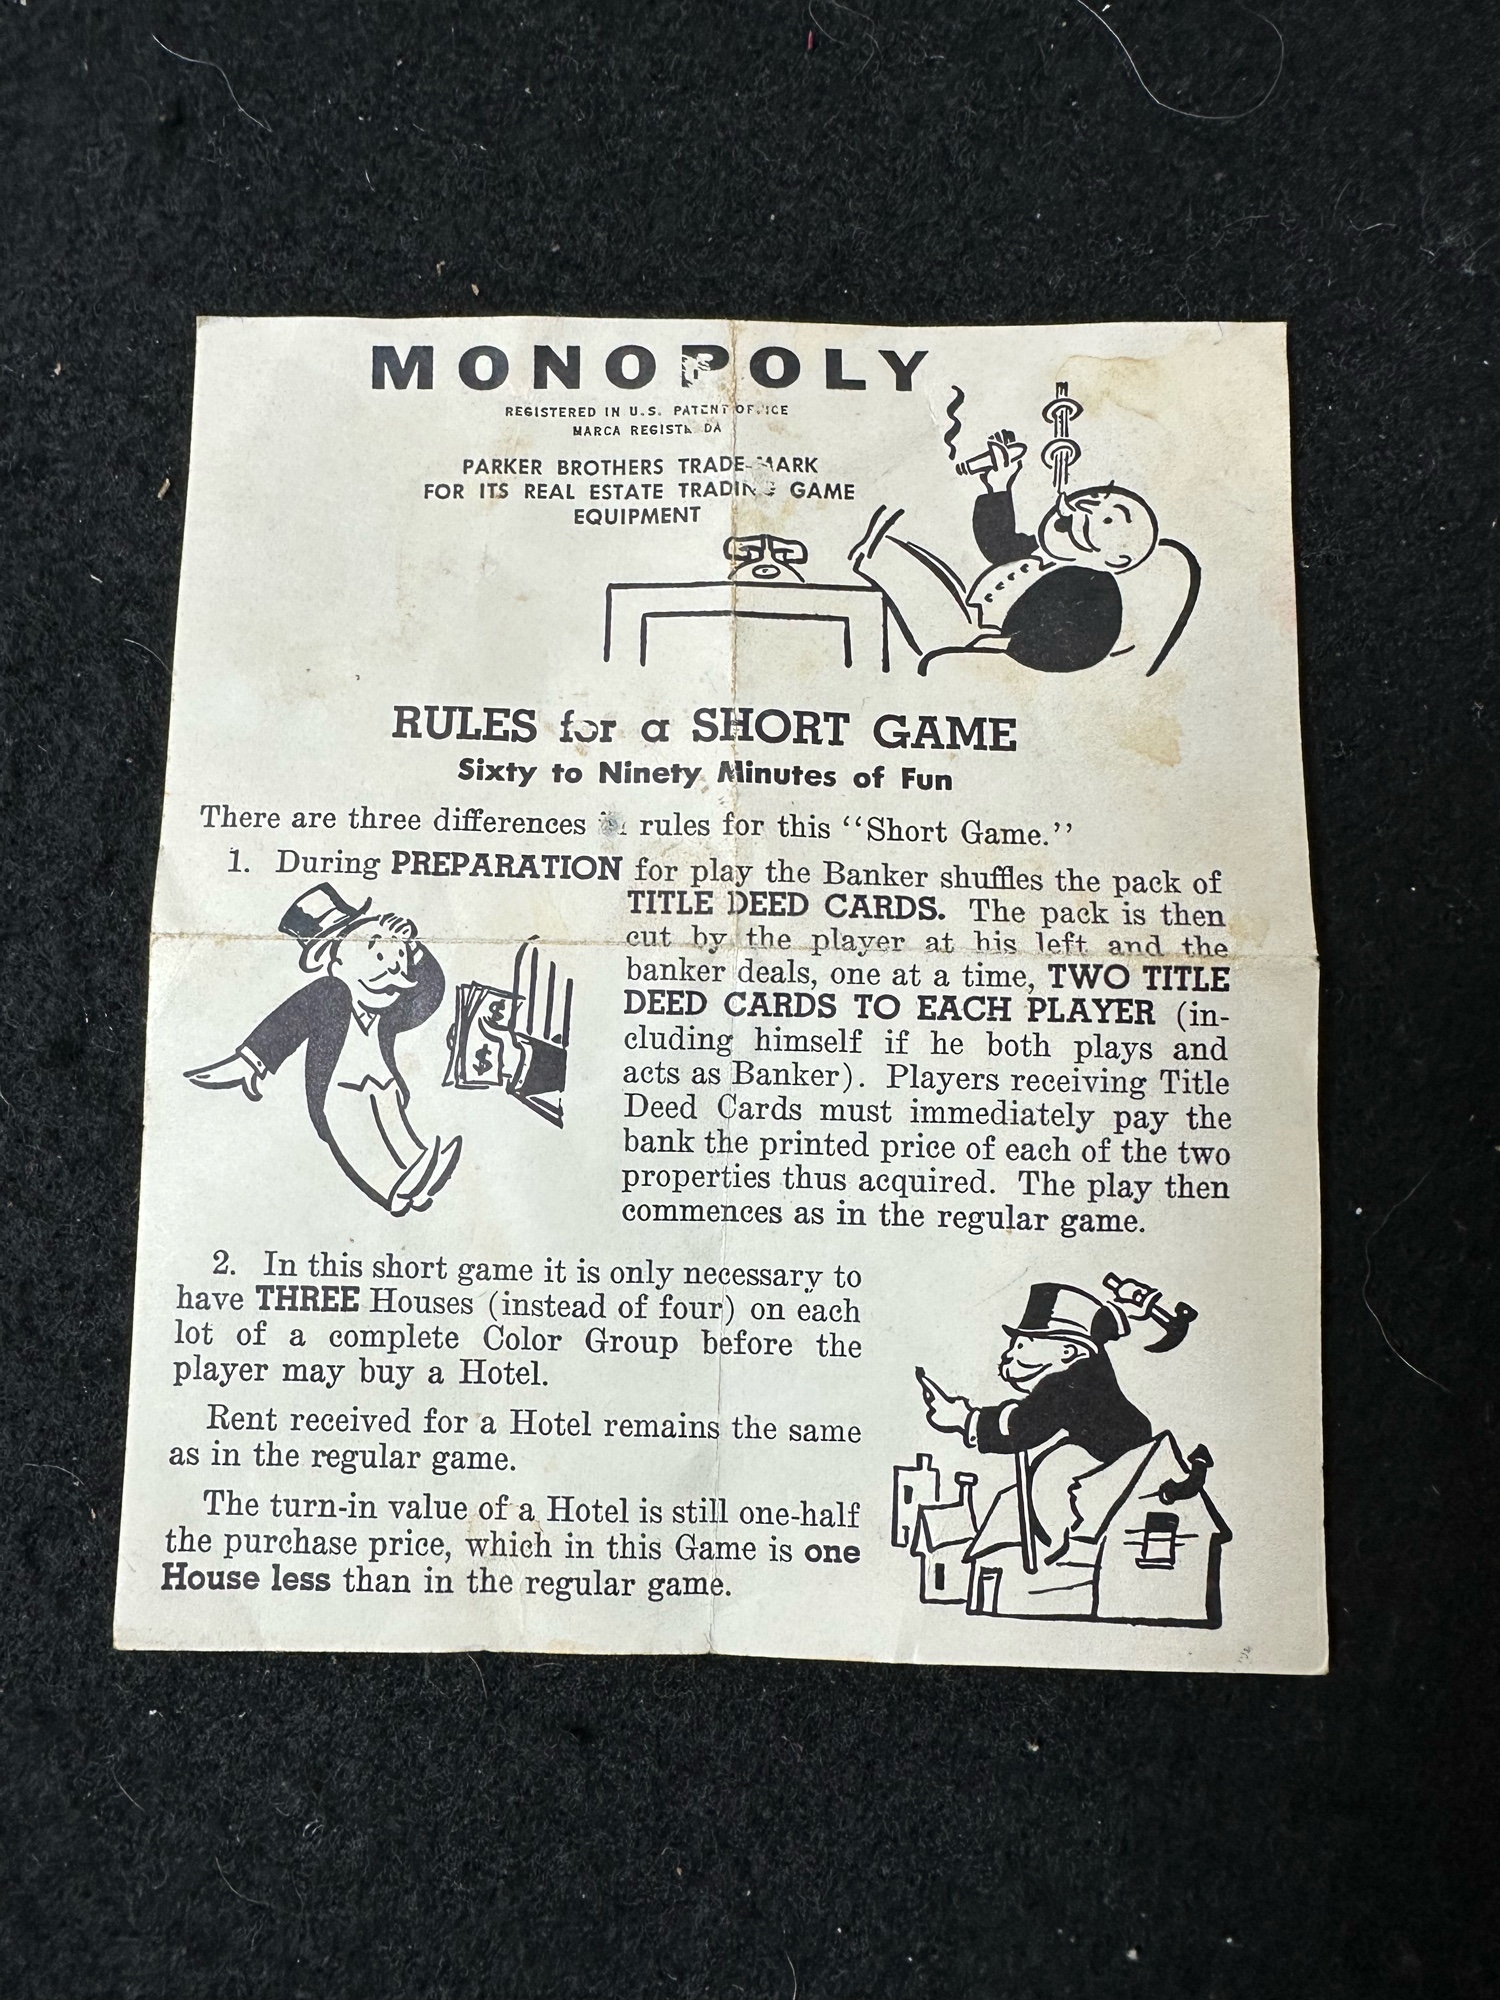 MONOPOLY
REGISTERED IN U.S. PATENT OFFICE
MARCA REGISTRADA
PARKER BROTHERS TRADE-MARK
FOR ITS REAL ESTATE TRADING GAME
EQUIPMENT
RULES for a SHORT GAME
Sixty to Ninety Minutes of Fun
There are three differences in rules for this “Short Game.”
1. During PREPARATION for play the Banker shuffles the pack of
TITLE DEED CARDS. The pack is then
cut by the player at his left and the
banker deals, one at a time, TWO TITLE
DEED CARDS TO EACH PLAYER (in-
cluding himself if he both plays and
acts as Banker). Players receiving Title
Deed Cards must immediately pay the
bank the printed price of each of the two
properties thus acquired. The play then
commences as in the regular game.
$
$
2. In this short game it is only necessary to
have THREE Houses (instead of four) on each
lot of a complete Color Group before the
player may buy a Hotel.
Rent received for a Hotel remains the same
as in the regular game.
The turn-in value of a Hotel is still one-half
the purchase price, which in this Game is one
House less than in the regular game.